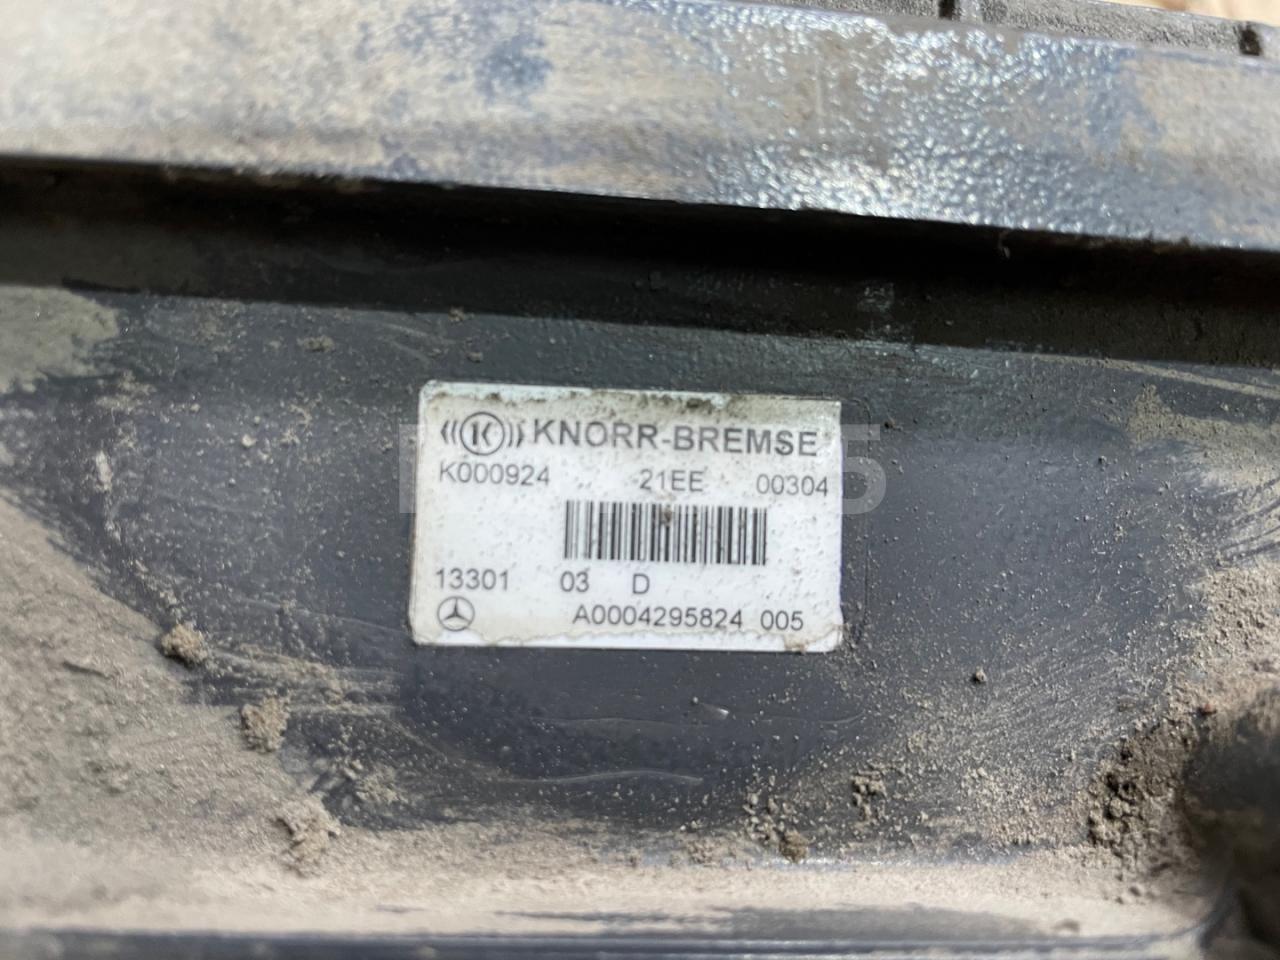 ((K)) KNORR-BREMSE
K000924 21EE 00304
13301 03 D
A0004295824 005